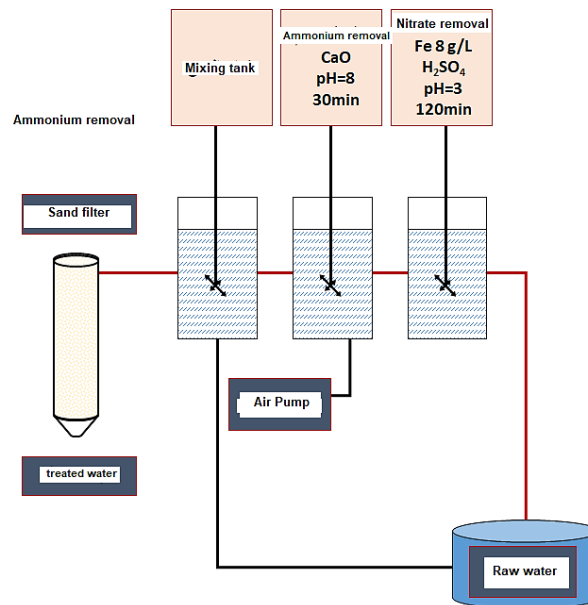 Mixing tank
Ammonium removal
CaO
pH=8
30min
Nitrate removal
Fe 8 g/L
H₂SO₄
pH=3
120min
Ammonium removal
Sand filter
Air Pump
treated water
Raw water